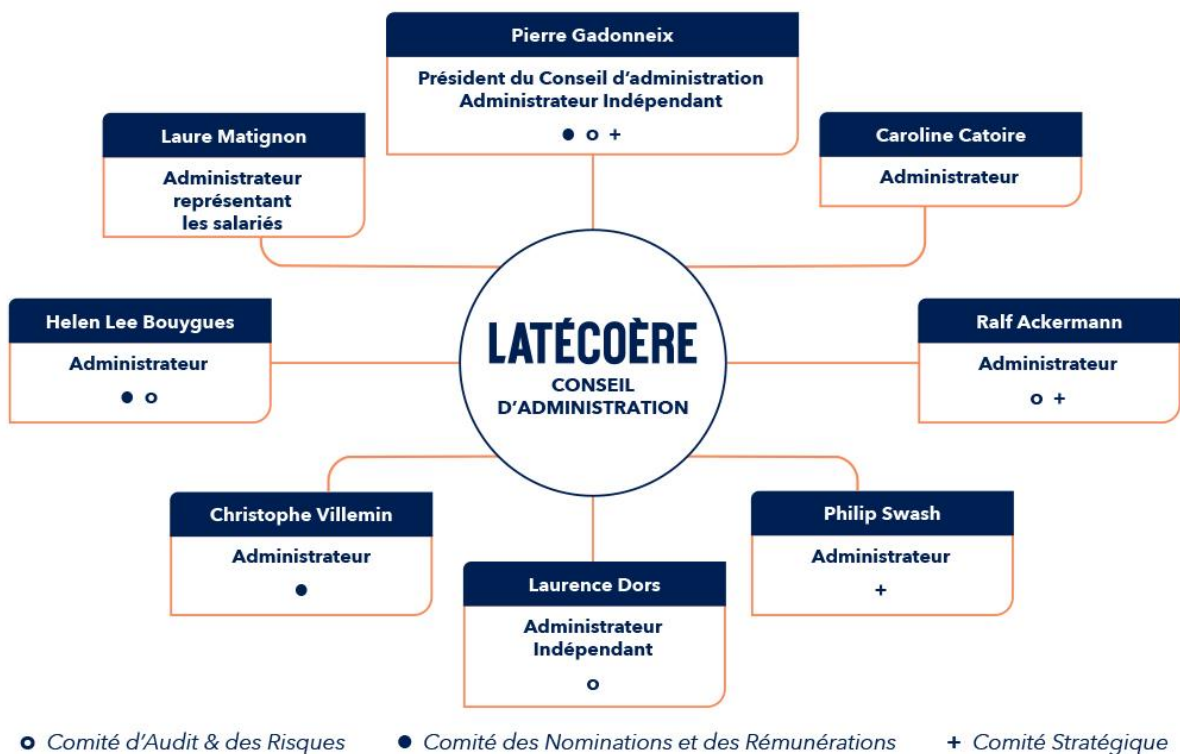 Pierre Gadonneix
Président du Conseil d'administration
Administrateur Indépendant
● o +
Laure Matignon
Administrateur
représentant
les salariés
Caroline Catoire
Administrateur
Helen Lee Bouygues
Administrateur
● o
LATÉCOÈRE
CONSEIL
D'ADMINISTRATION
Ralf Ackermann
Administrateur
o +
Christophe Villemin
Administrateur
●
Laurence Dors
Administrateur
Indépendant
o
Philip Swash
Administrateur
+
o Comité d'Audit & des Risques ● Comité des Nominations et des Rémunérations + Comité Stratégique